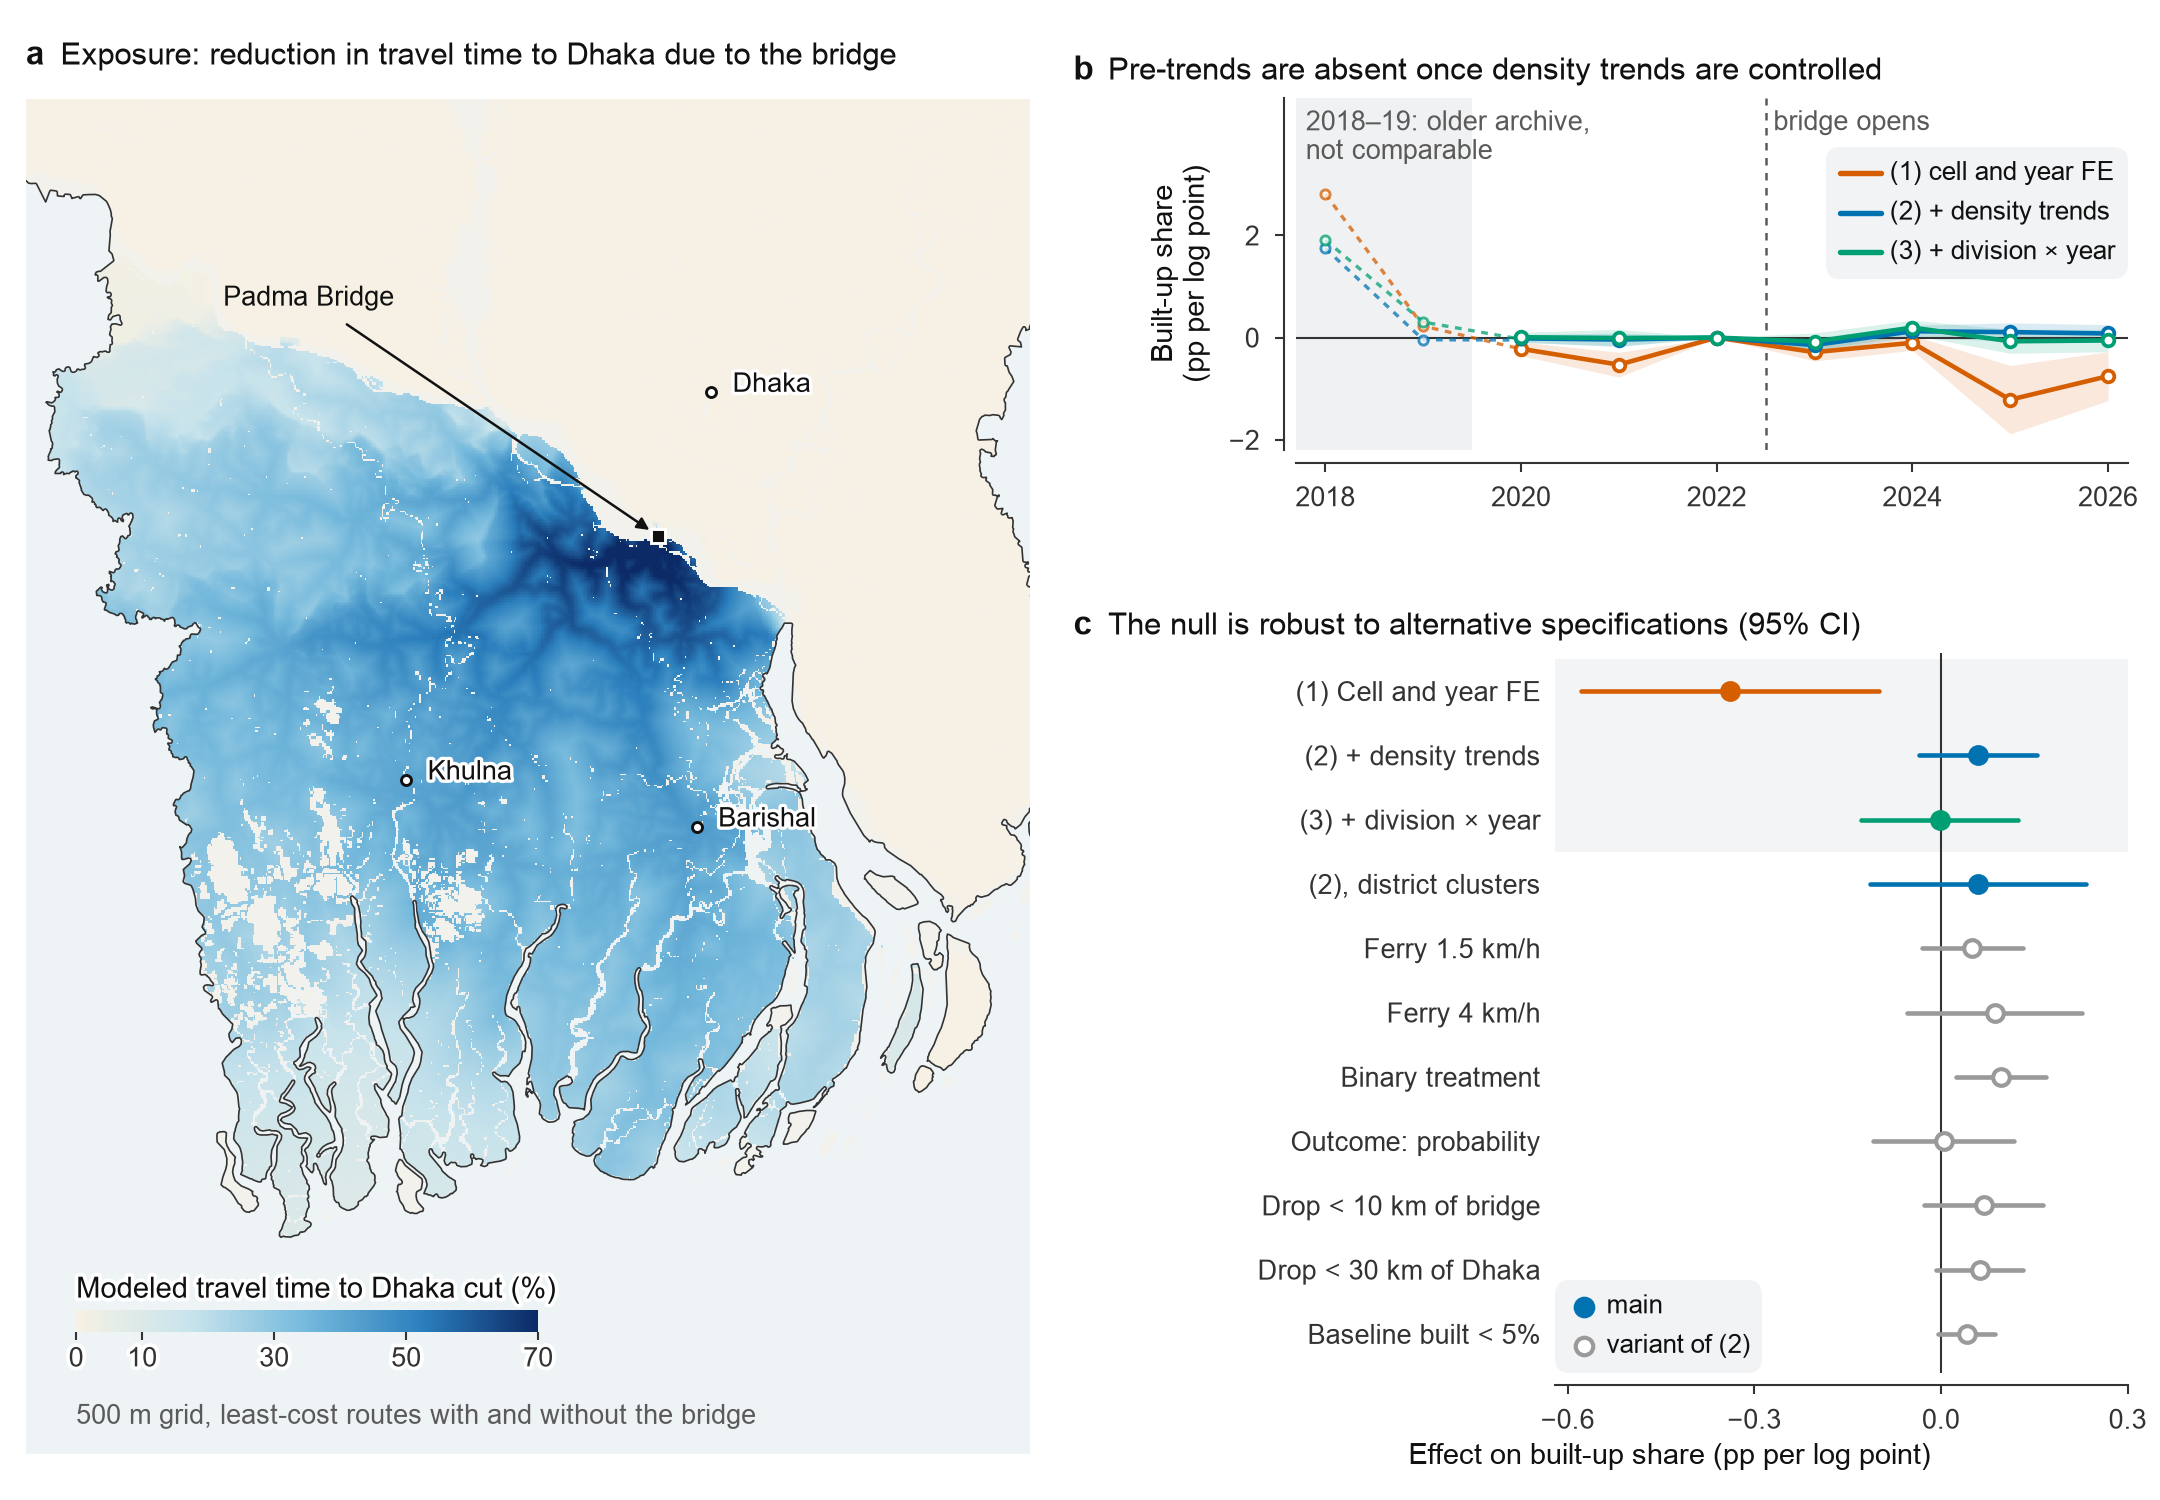 a Exposure: reduction in travel time to Dhaka due to the bridge
Padma Bridge
Dhaka
Khulna
Barishal
Modeled travel time to Dhaka cut (%)
0 10 30 50 70
500 m grid, least-cost routes with and without the bridge
b Pre-trends are absent once density trends are controlled
2018–19: older archive,
not comparable
bridge opens
(1) cell and year FE
(2) + density trends
(3) + division × year
Built-up share
(pp per log point)
2
0
−2
2018 2020 2022 2024 2026
c The null is robust to alternative specifications (95% CI)
(1) Cell and year FE
(2) + density trends
(3) + division × year
(2), district clusters
Ferry 1.5 km/h
Ferry 4 km/h
Binary treatment
Outcome: probability
Drop < 10 km of bridge
Drop < 30 km of Dhaka
Baseline built < 5%
main
variant of (2)
−0.6 −0.3 0.0 0.3
Effect on built-up share (pp per log point)